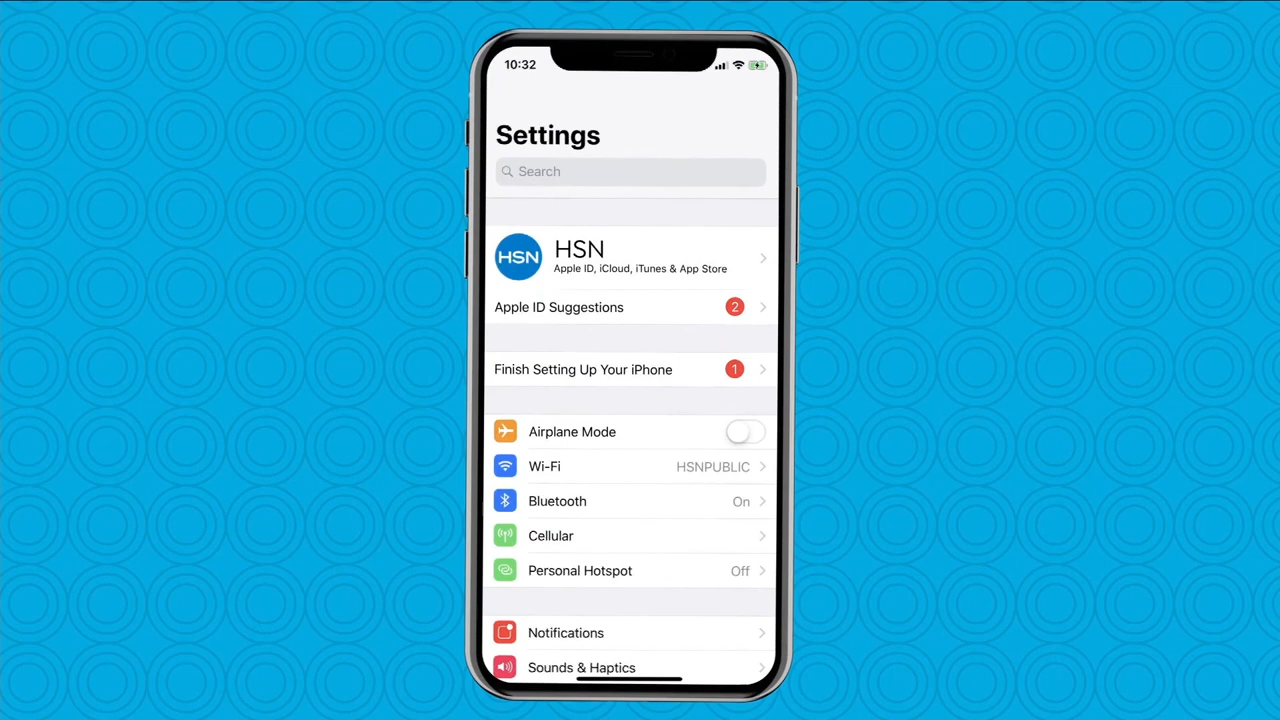 10:32
Settings
Search
HSN
HSN
Apple ID, iCloud, iTunes & App Store
Apple ID Suggestions 2
Finish Setting Up Your iPhone 1
Airplane Mode
Wi-Fi HSNPUBLIC
Bluetooth On
Cellular
Personal Hotspot Off
Notifications
Sounds & Haptics